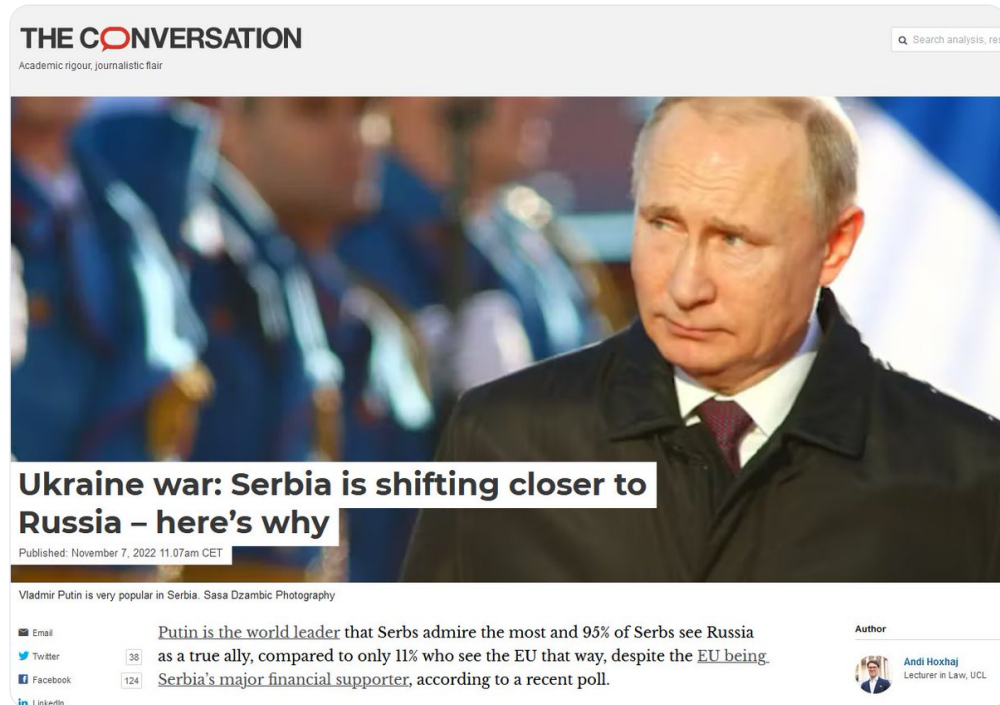 THE CONVERSATION
Academic rigour, journalistic flair
Search analysis, res
Ukraine war: Serbia is shifting closer to
Russia – here's why
Published: November 7, 2022 11.07am CET
Vladmir Putin is very popular in Serbia. Sasa Dzambic Photography
Email
Twitter
38
Facebook
124
LinkedIn
Putin is the world leader that Serbs admire the most and 95% of Serbs see Russia
as a true ally, compared to only 11% who see the EU that way, despite the EU being
Serbia's major financial supporter, according to a recent poll.
Author
Andi Hoxhaj
Lecturer in Law, UCL